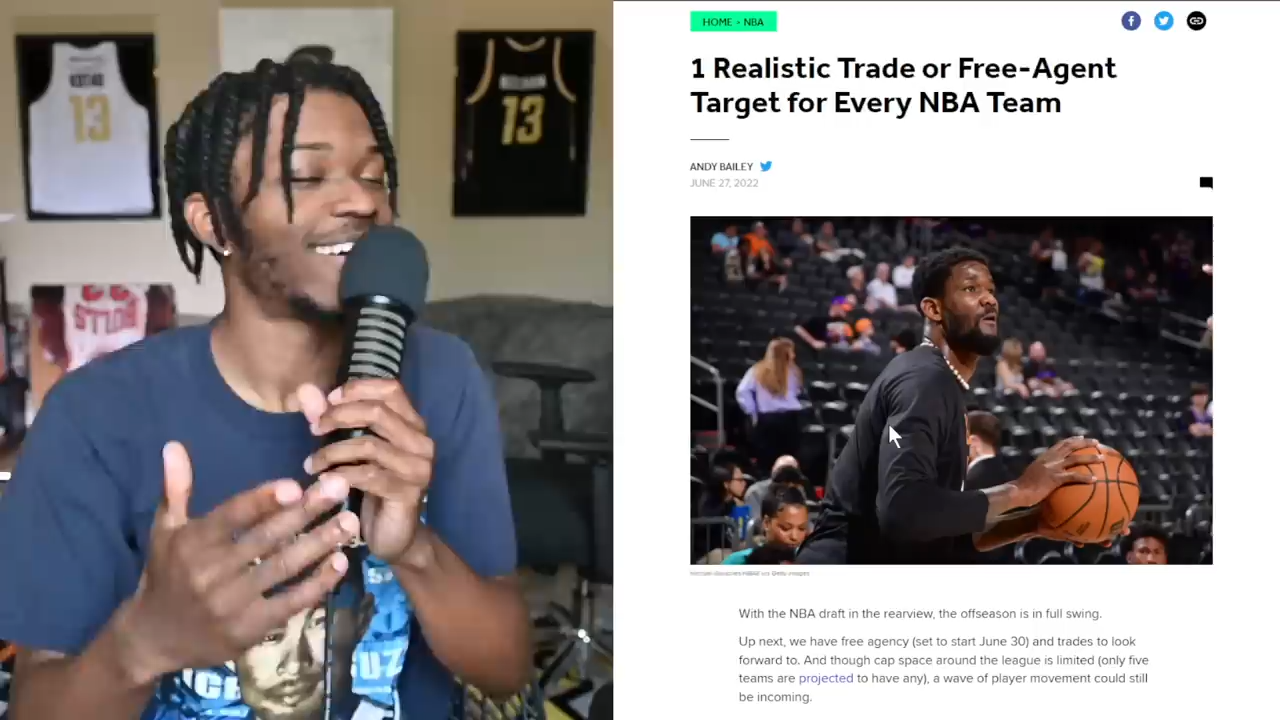 13
13
HOME - NBA
1 Realistic Trade or Free-Agent
Target for Every NBA Team
ANDY BAILEY
JUNE 27, 2022
With the NBA draft in the rearview, the offseason is in full swing.
Up next, we have free agency (set to start June 30) and trades to look
forward to. And though cap space around the league is limited (only five
teams are projected to have any), a wave of player movement could still
be incoming.